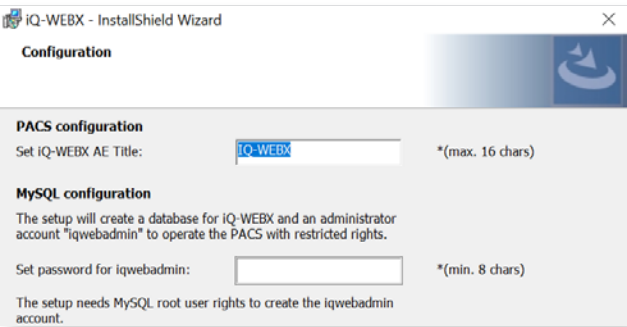 iQ-WEBX - InstallShield Wizard
Configuration
PACS configuration
Set iQ-WEBX AE Title:
IQ-WEBX
*(max. 16 chars)
MySQL configuration
The setup will create a database for iQ-WEBX and an administrator
account "iqwebadmin" to operate the PACS with restricted rights.
Set password for iqwebadmin:
*(min. 8 chars)
The setup needs MySQL root user rights to create the iqwebadmin
account.